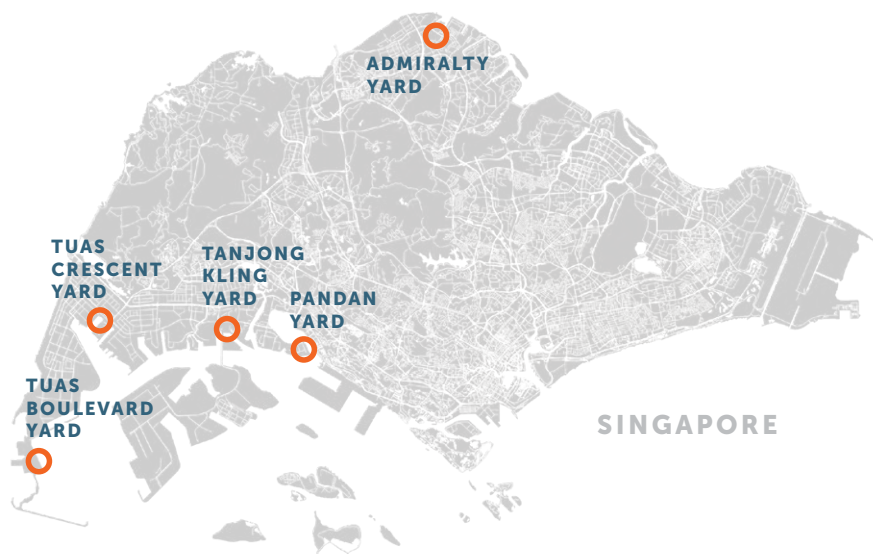 ADMIRALTY
YARD
TUAS
CRESCENT
YARD
TANJONG
KLING
YARD
PANDAN
YARD
TUAS
BOULEVARD
YARD
SINGAPORE